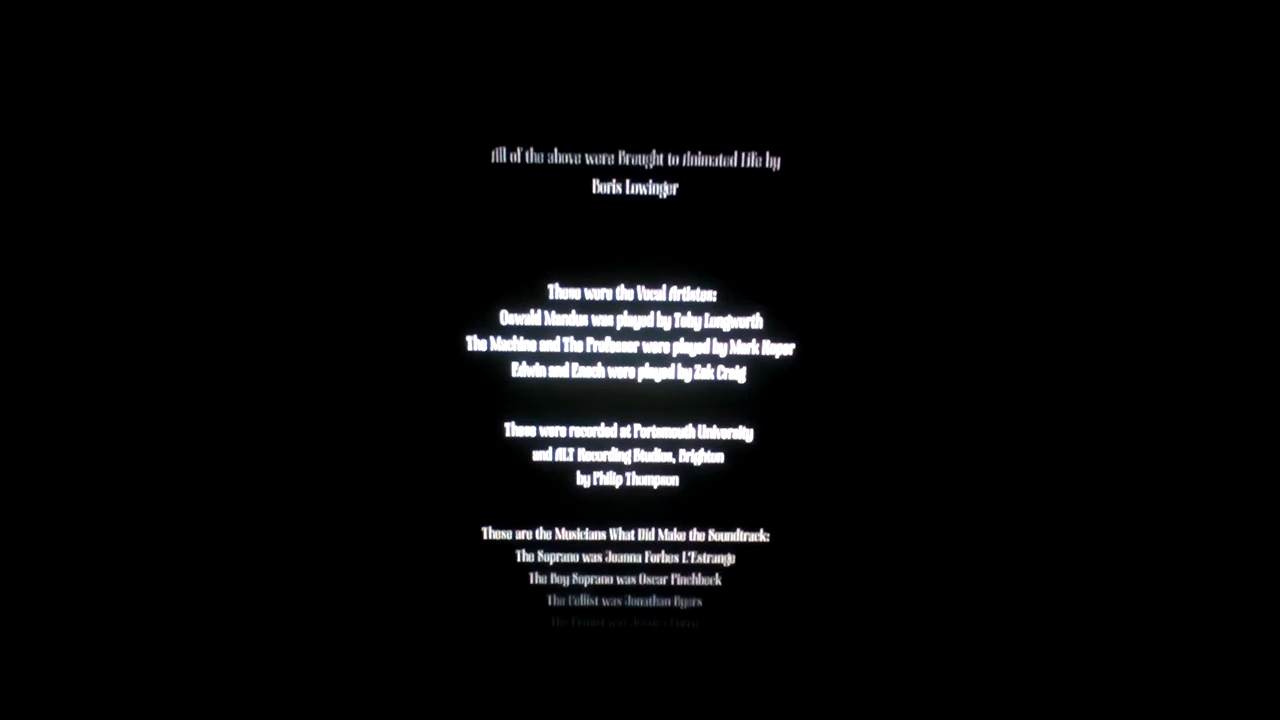 All of the above were Brought to Animated Life by
Boris Lowinger
These were the Vocal Artistes:
Oswald Mandus was played by Toby Longworth
The Machine and The Professor were played by Mark Roper
Edwin and Enoch were played by Zak Craig
These were recorded at Portsmouth University
and ALT Recording Studios, Brighton
by Philip Thompson
These are the Musicians What Did Make the Soundtrack:
The Soprano was Joanna Forbes L'Estrange
The Boy Soprano was Oscar Pinchbeck
The Cellist was Jonathan Byers
was Jessica